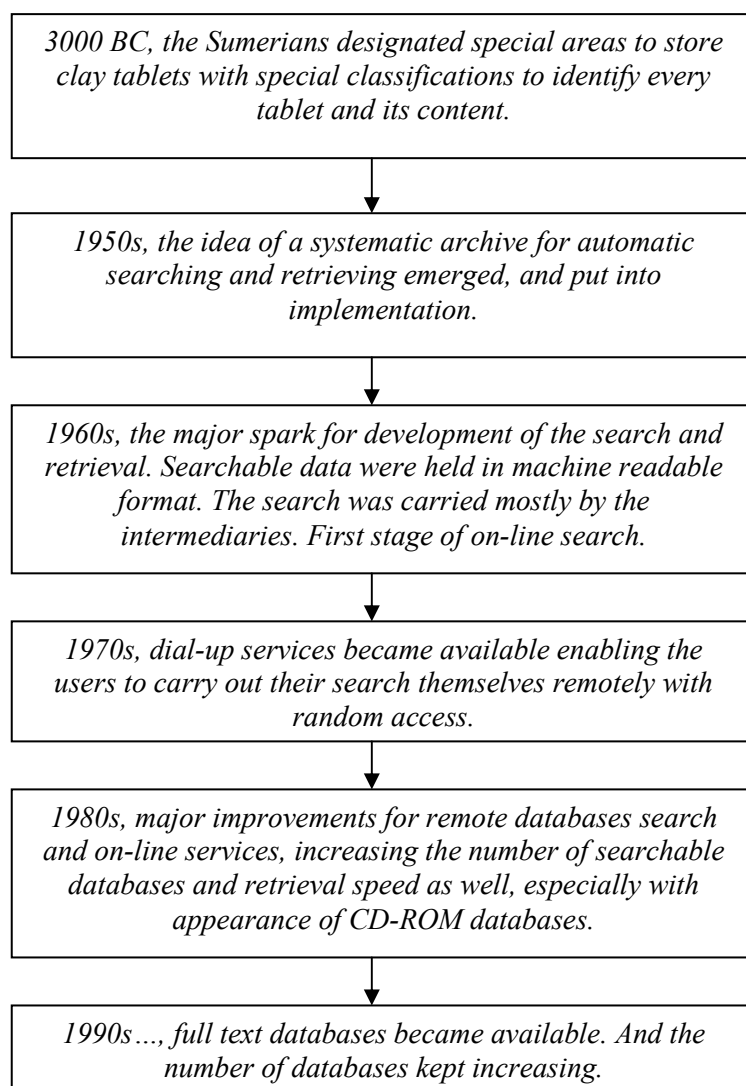 3000 BC, the Sumerians designated special areas to store
clay tablets with special classifications to identify every
tablet and its content.
1950s, the idea of a systematic archive for automatic
searching and retrieving emerged, and put into
implementation.
1960s, the major spark for development of the search and
retrieval. Searchable data were held in machine readable
format. The search was carried mostly by the
intermediaries. First stage of on-line search.
1970s, dial-up services became available enabling the
users to carry out their search themselves remotely with
random access.
1980s, major improvements for remote databases search
and on-line services, increasing the number of searchable
databases and retrieval speed as well, especially with
appearance of CD-ROM databases.
1990s…, full text databases became available. And the
number of databases kept increasing.